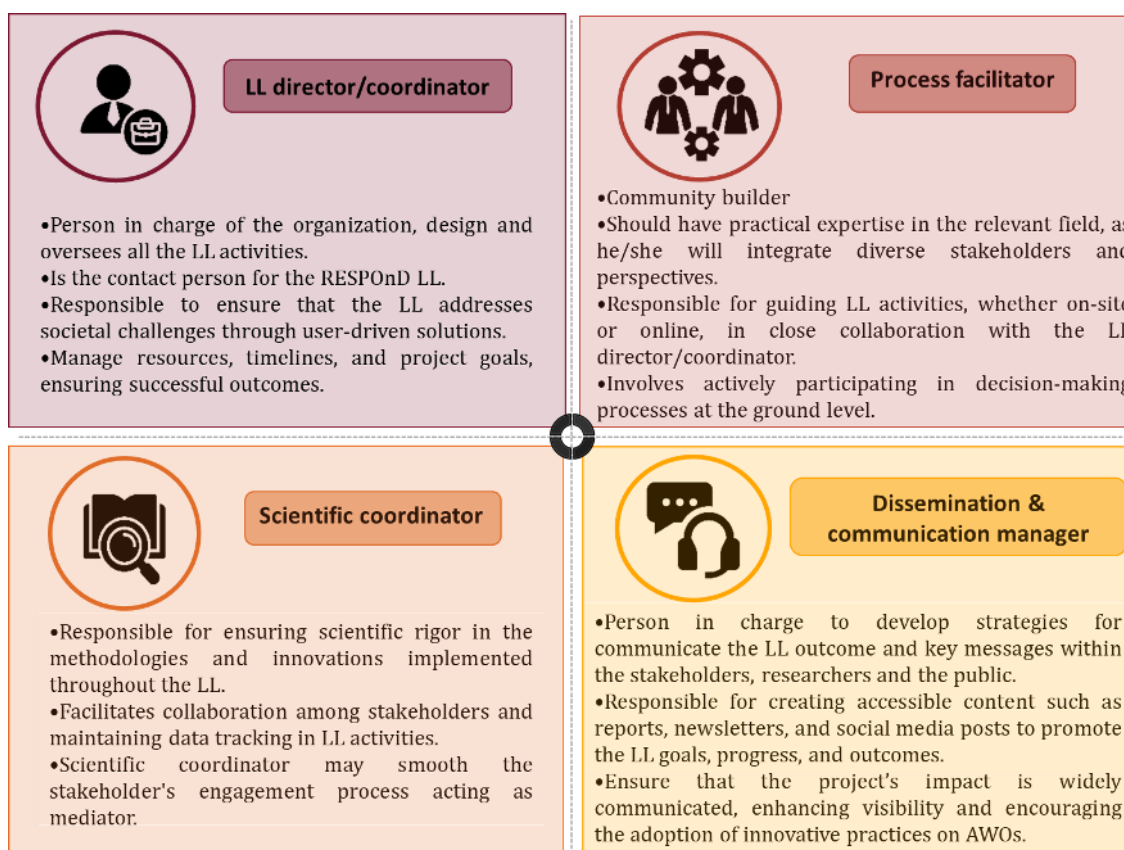 LL director/coordinator
•Person in charge of the organization, design and
oversees all the LL activities.
•Is the contact person for the RESPOnD LL.
•Responsible to ensure that the LL addresses
societal challenges through user-driven solutions.
•Manage resources, timelines, and project goals,
ensuring successful outcomes.
Process facilitator
•Community builder
•Should have practical expertise in the relevant field, as
he/she will integrate diverse stakeholders and
perspectives.
•Responsible for guiding LL activities, whether on-site
or online, in close collaboration with the LL
director/coordinator.
•Involves actively participating in decision-making
processes at the ground level.
Scientific coordinator
•Responsible for ensuring scientific rigor in the
methodologies and innovations implemented
throughout the LL.
•Facilitates collaboration among stakeholders and
maintaining data tracking in LL activities.
•Scientific coordinator may smooth the
stakeholder's engagement process acting as
mediator.
Dissemination &
communication manager
•Person in charge to develop strategies for
communicate the LL outcome and key messages within
the stakeholders, researchers and the public.
•Responsible for creating accessible content such as
reports, newsletters, and social media posts to promote
the LL goals, progress, and outcomes.
•Ensure that the project’s impact is widely
communicated, enhancing visibility and encouraging
the adoption of innovative practices on AWOs.